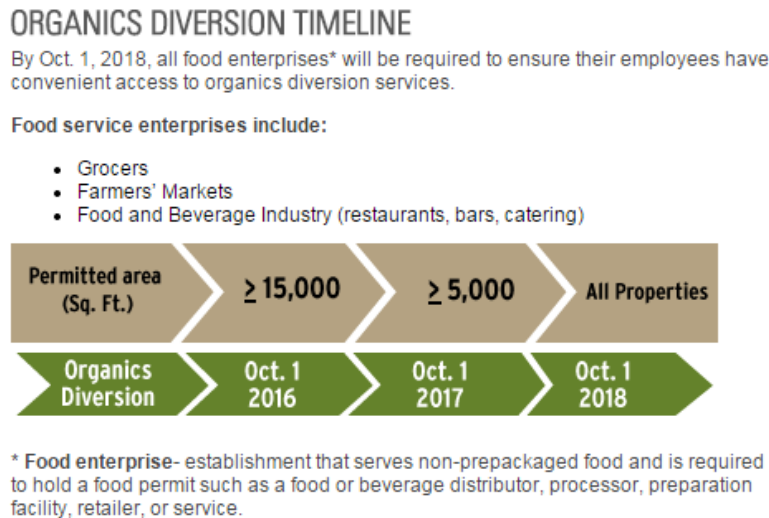 ORGANICS DIVERSION TIMELINE
By Oct. 1, 2018, all food enterprises* will be required to ensure their employees have
convenient access to organics diversion services.
Food service enterprises include:
• Grocers
• Farmers' Markets
• Food and Beverage Industry (restaurants, bars, catering)
Permitted area
(Sq. Ft.)
≥ 15,000
≥ 5,000
All Properties
Organics
Diversion
Oct. 1
2016
Oct. 1
2017
Oct. 1
2018
* Food enterprise- establishment that serves non-prepackaged food and is required
to hold a food permit such as a food or beverage distributor, processor, preparation
facility, retailer, or service.